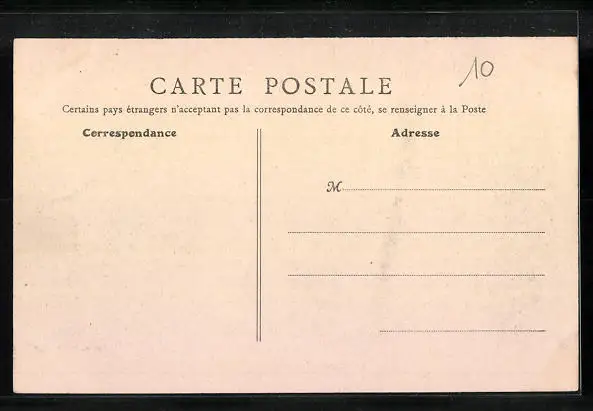 10
CARTE POSTALE
Certains pays étrangers n'acceptant pas la correspondance de ce côté, se renseigner à la Poste
Correspondance
Adresse
M